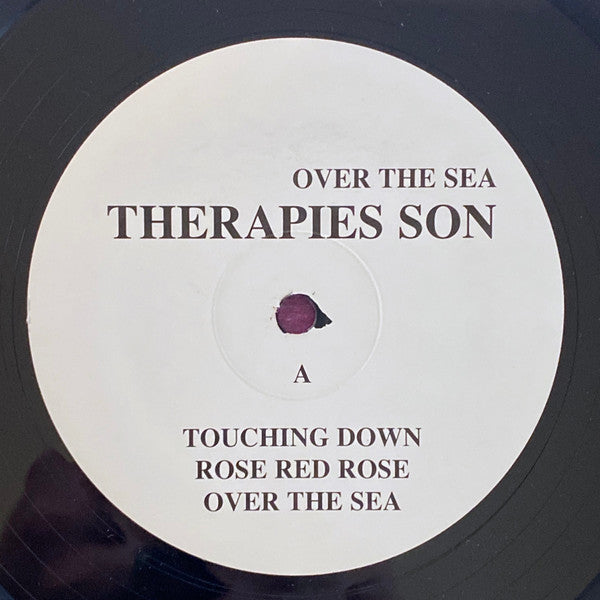 OVER THE SEA
THERAPIES SON
A
TOUCHING DOWN
ROSE RED ROSE
OVER THE SEA